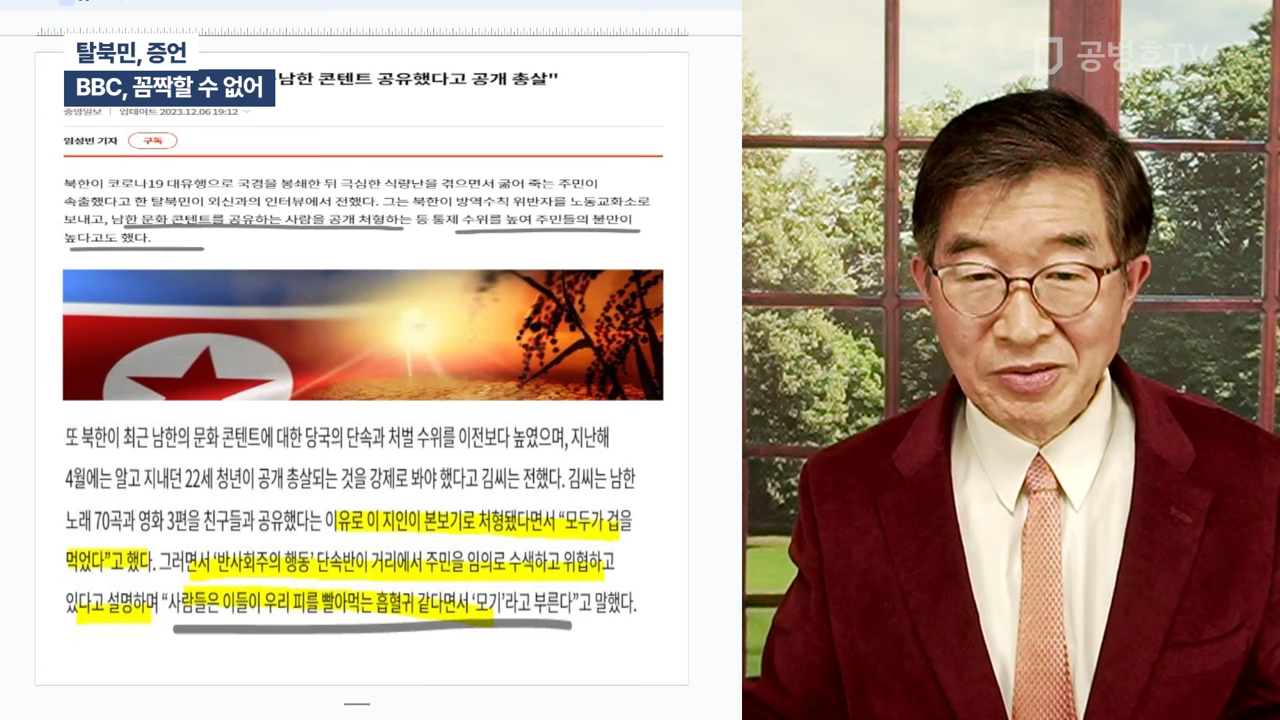 탈북민, 증언
BBC, 꼼짝할 수 없어
남한 콘텐트 공유했다고 공개 총살"
중앙일보 | 업데이트 2023.12.06 19:12
임성빈 기자 구독
북한이 코로나19 대유행으로 국경을 봉쇄한 뒤 극심한 식량난을 겪으면서 굶어 죽는 주민이
속출했다고 한 탈북민이 외신과의 인터뷰에서 전했다. 그는 북한이 방역수칙 위반자를 노동교화소로
보내고, 남한 문화 콘텐트를 공유하는 사람을 공개 처형하는 등 통제 수위를 높여 주민들의 불만이
높다고도 했다.
또 북한이 최근 남한의 문화 콘텐트에 대한 당국의 단속과 처벌 수위를 이전보다 높였으며, 지난해
4월에는 알고 지내던 22세 청년이 공개 총살되는 것을 강제로 봐야 했다고 김씨는 전했다. 김씨는 남한
노래 70곡과 영화 3편을 친구들과 공유했다는 이유로 이 지인이 본보기로 처형됐다면서 “모두가 겁을
먹었다”고 했다. 그러면서 ‘반사회주의 행동’ 단속반이 거리에서 주민을 임의로 수색하고 위협하고
있다고 설명하며 “사람들은 이들이 우리 피를 빨아먹는 흡혈귀 같다면서 ‘모기’라고 부른다”고 말했다.
공병호TV